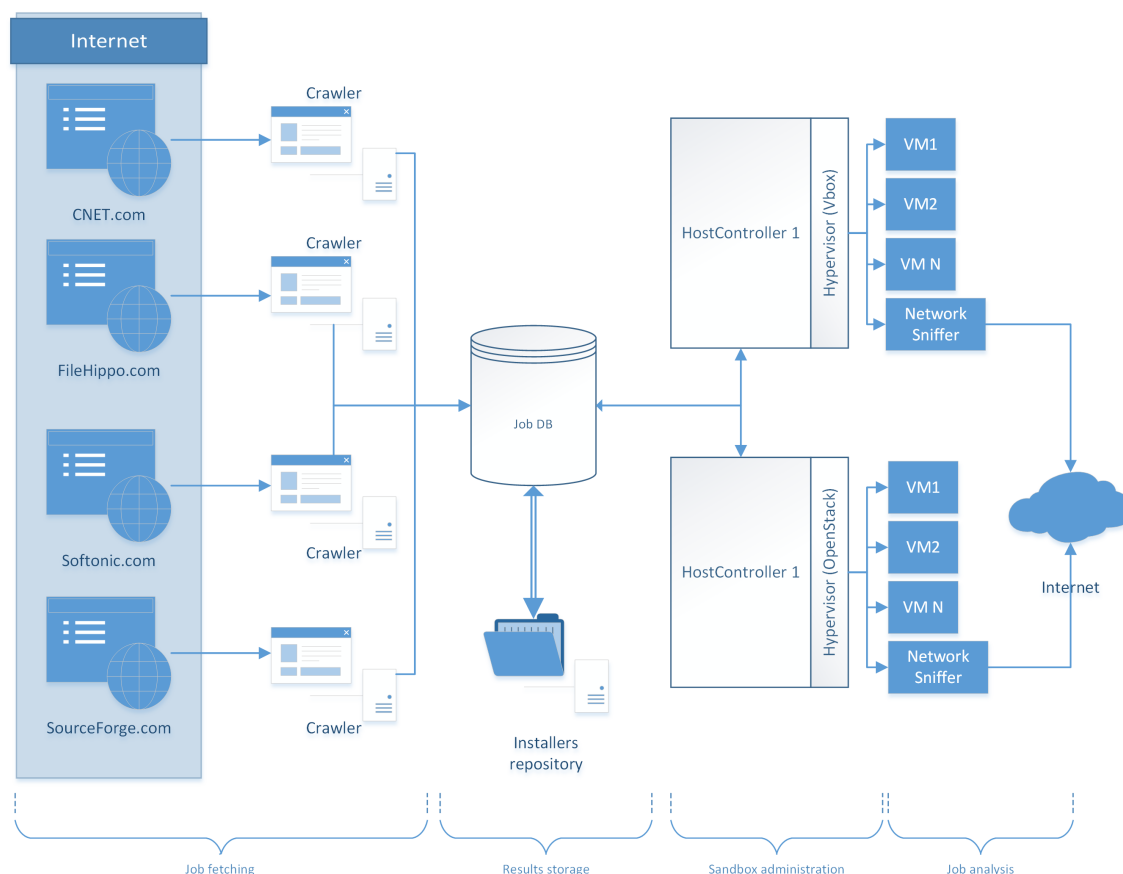 Internet
CNET.com
FileHippo.com
Softonic.com
SourceForge.com
Crawler
Crawler
Crawler
Crawler
Job DB
Installers
repository
HostController 1
Hypervisor (Vbox)
VM1
VM2
VM N
Network
Sniffer
HostController 1
Hypervisor (OpenStack)
VM1
VM2
VM N
Network
Sniffer
Internet
Job fetching
Results storage
Sandbox administration
Job analysis